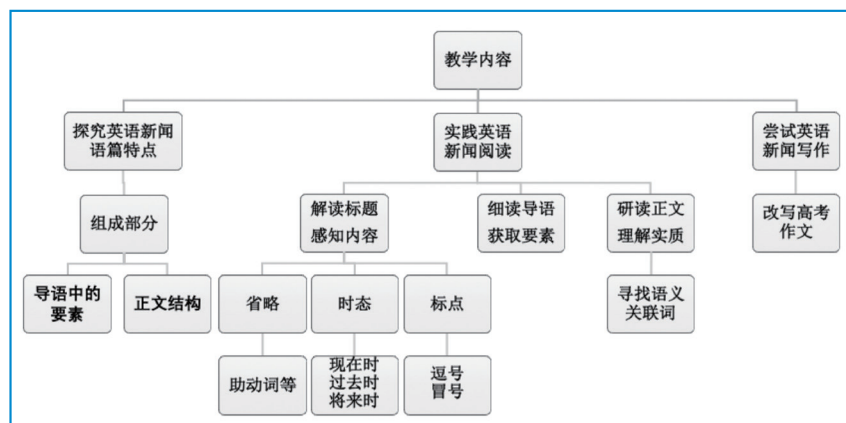 教学内容
探究英语新闻
语篇特点
实践英语
新闻阅读
尝试英语
新闻写作
组成部分
解读标题
感知内容
细读导语
获取要素
研读正文
理解实质
改写高考
作文
导语中的
要素
正文结构
省略
时态
标点
寻找语义
关联词
助动词等
现在时
过去时
将来时
逗号
冒号